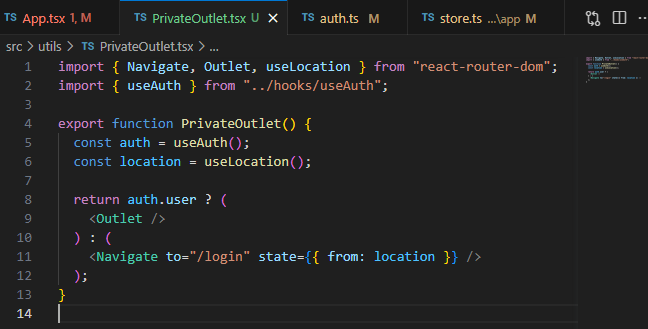 App.tsx 1, M TS PrivateOutlet.tsx U TS auth.ts TS store.ts ...\app M
src > utils > TS PrivateOutlet.tsx > ...
1 import { Navigate, Outlet, useLocation } from "react-router-dom";
2 import { useAuth } from "../hooks/useAuth";
3
4 export function PrivateOutlet() {
5 const auth = useAuth();
6 const location = useLocation();
7
8 return auth.user ? (
9 <Outlet />
10 ) : (
11 <Navigate to="/login" state={{ from: location }} />
12 );
13 }
14